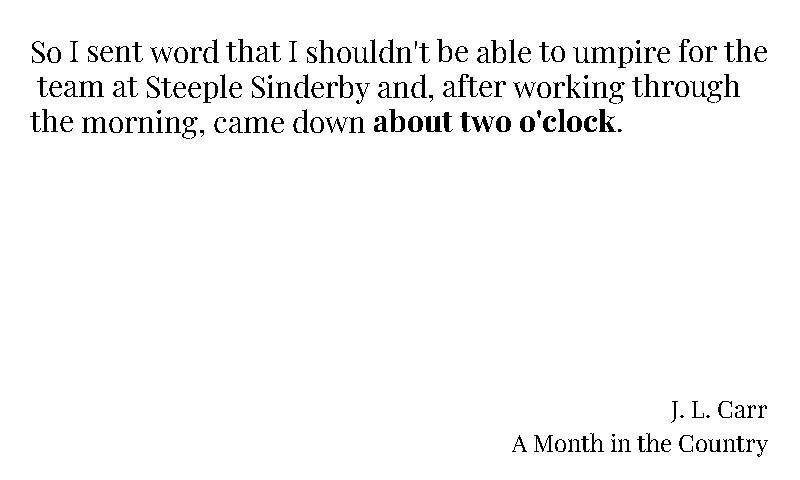 So I sent word that I shouldn't be able to umpire for the
team at Steeple Sinderby and, after working through
the morning, came down about two o'clock.
J. L. Carr
A Month in the Country